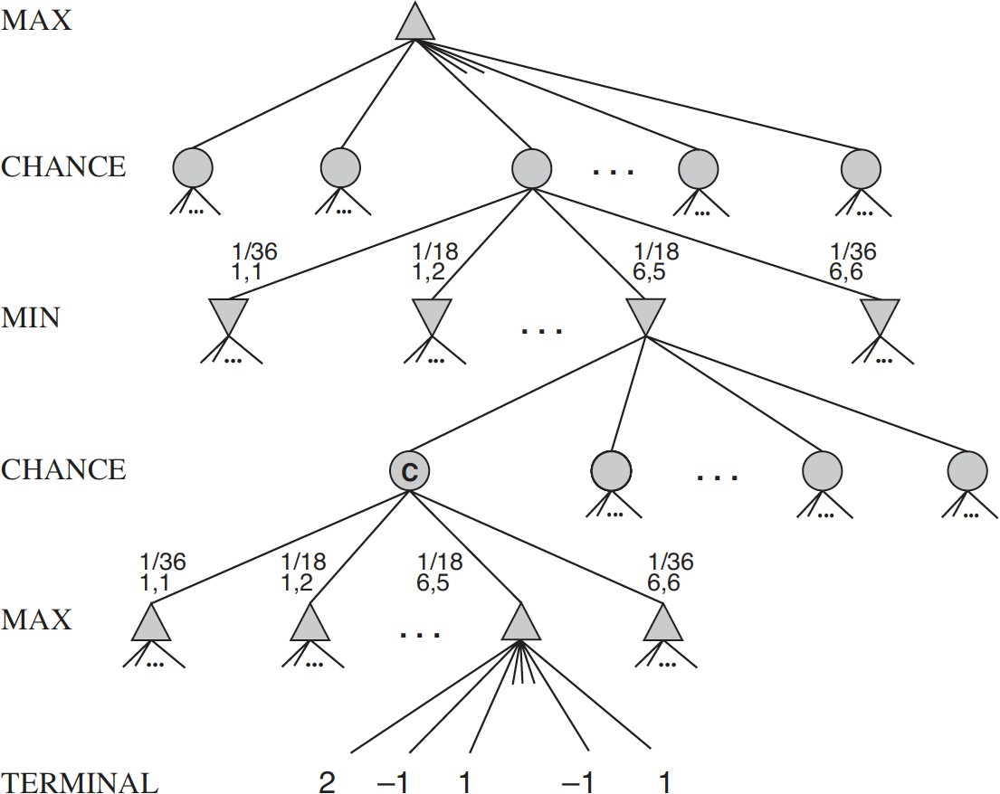 MAX
CHANCE
...
... ... ... ...
1/36 1/18 1/18 1/36
1,1 1,2 6,5 6,6
MIN
...
... ... ...
CHANCE
C
...
... ... ...
1/36 1/18 1/18 1/36
1,1 1,2 6,5 6,6
MAX
...
... ... ...
TERMINAL 2 –1 1 –1 1